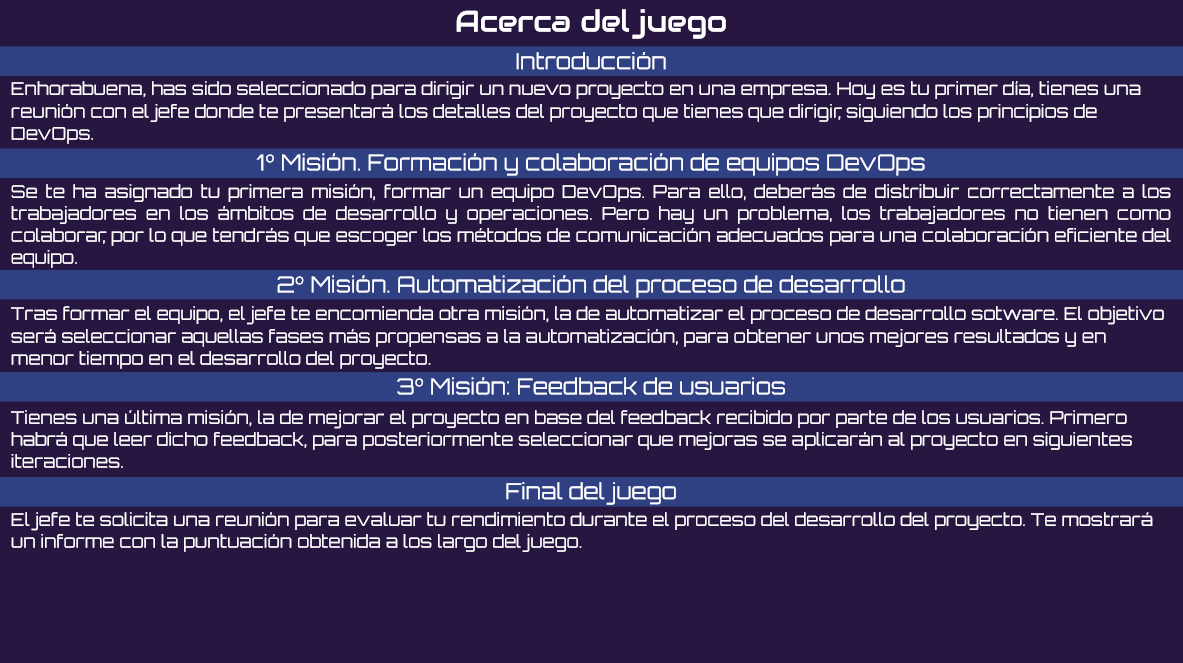 Acerca del juego
Introducción
Enhorabuena, has sido seleccionado para dirigir un nuevo proyecto en una empresa. Hoy es tu primer día, tienes una
reunión con el jefe donde te presentará los detalles del proyecto que tienes que dirigir, siguiendo los principios de
DevOps.
1º Misión. Formación y colaboración de equipos DevOps
Se te ha asignado tu primera misión, formar un equipo DevOps. Para ello, deberás de distribuir correctamente a los
trabajadores en los ámbitos de desarrollo y operaciones. Pero hay un problema, los trabajadores no tienen como
colaborar, por lo que tendrás que escoger los métodos de comunicación adecuados para una colaboración eficiente del
equipo.
2º Misión. Automatización del proceso de desarrollo
Tras formar el equipo, el jefe te encomienda otra misión, la de automatizar el proceso de desarrollo sotware. El objetivo
será seleccionar aquellas fases más propensas a la automatización, para obtener unos mejores resultados y en
menor tiempo en el desarrollo del proyecto.
3º Misión: Feedback de usuarios
Tienes una última misión, la de mejorar el proyecto en base del feedback recibido por parte de los usuarios. Primero
habrá que leer dicho feedback, para posteriormente seleccionar que mejoras se aplicarán al proyecto en siguientes
iteraciones.
Final del juego
El jefe te solicita una reunión para evaluar tu rendimiento durante el proceso del desarrollo del proyecto. Te mostrará
un informe con la puntuación obtenida a los largo del juego.